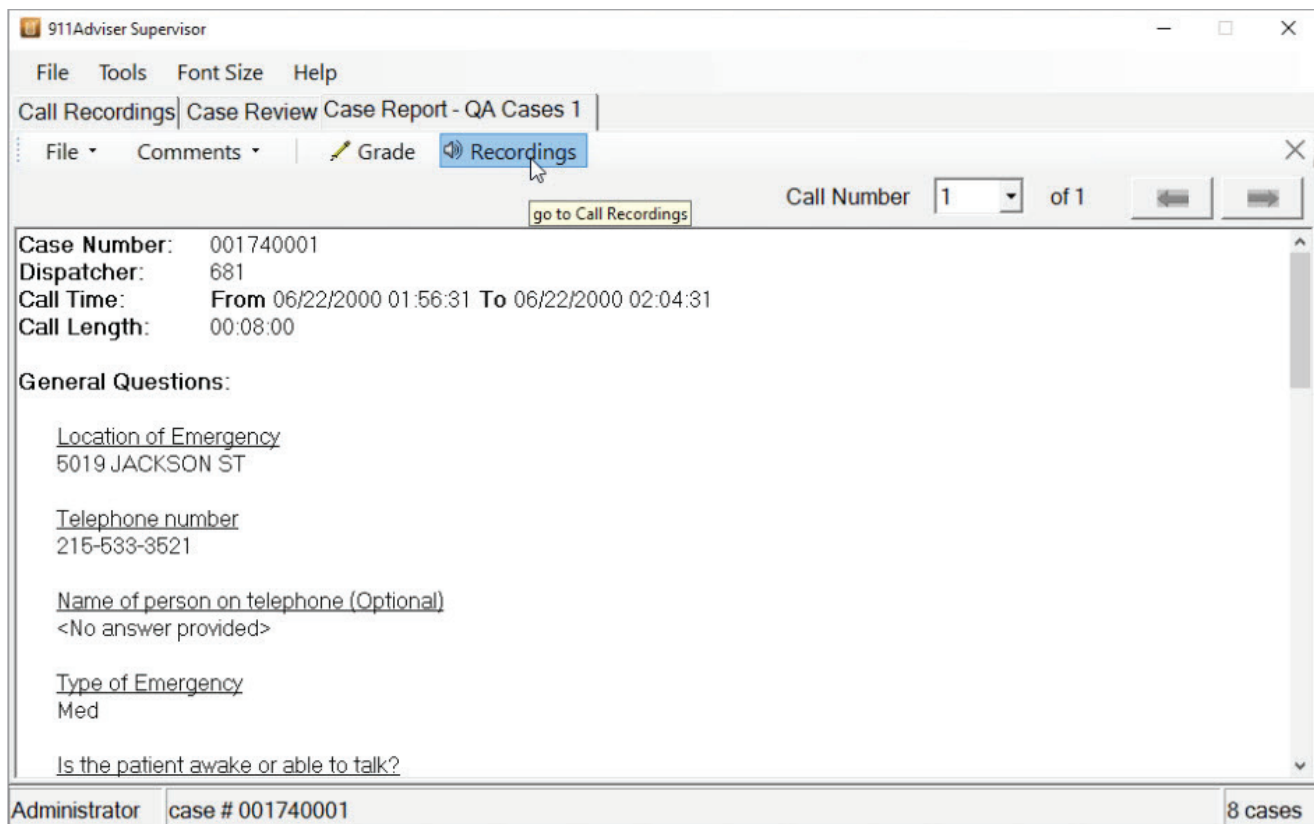 911Adviser Supervisor
File Tools Font Size Help
Call Recordings Case Review Case Report - QA Cases 1
File Comments Grade Recordings
Call Number 1 of 1
go to Call Recordings
Case Number: 001740001
Dispatcher: 681
Call Time: From 06/22/2000 01:56:31 To 06/22/2000 02:04:31
Call Length: 00:08:00
General Questions:
Location of Emergency
5019 JACKSON ST
Telephone number
215-533-3521
Name of person on telephone (Optional)
<No answer provided>
Type of Emergency
Med
Is the patient awake or able to talk?
Administrator case # 001740001 8 cases